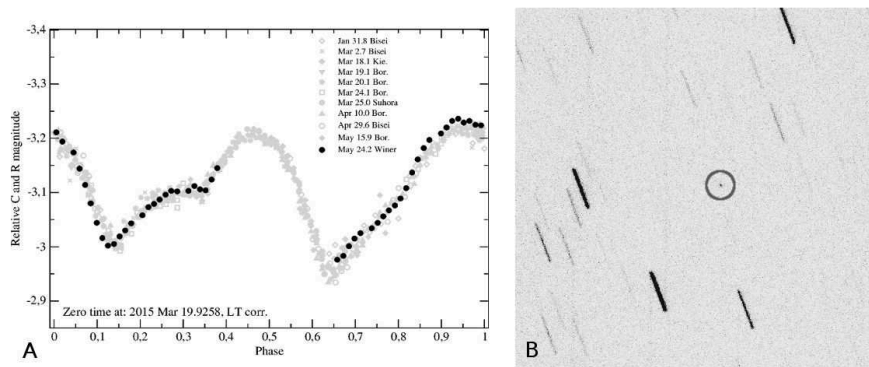 -3,4
-3,3
-3,2
-3,1
-3
-2,9
Relative C and R magnitude
Jan 31.8 Bisei
Mar 2.7 Bisei
Mar 18.1 Kie.
Mar 19.1 Bor.
Mar 20.1 Bor.
Mar 24.1 Bor.
Mar 25.0 Suhora
Apr 10.0 Bor.
Apr 29.6 Bisei
May 15.9 Bor.
May 24.2 Winer
Zero time at: 2015 Mar 19.9258, LT corr.
0 0,1 0,2 0,3 0,4 0,5 0,6 0,7 0,8 0,9 1
Phase
A
B